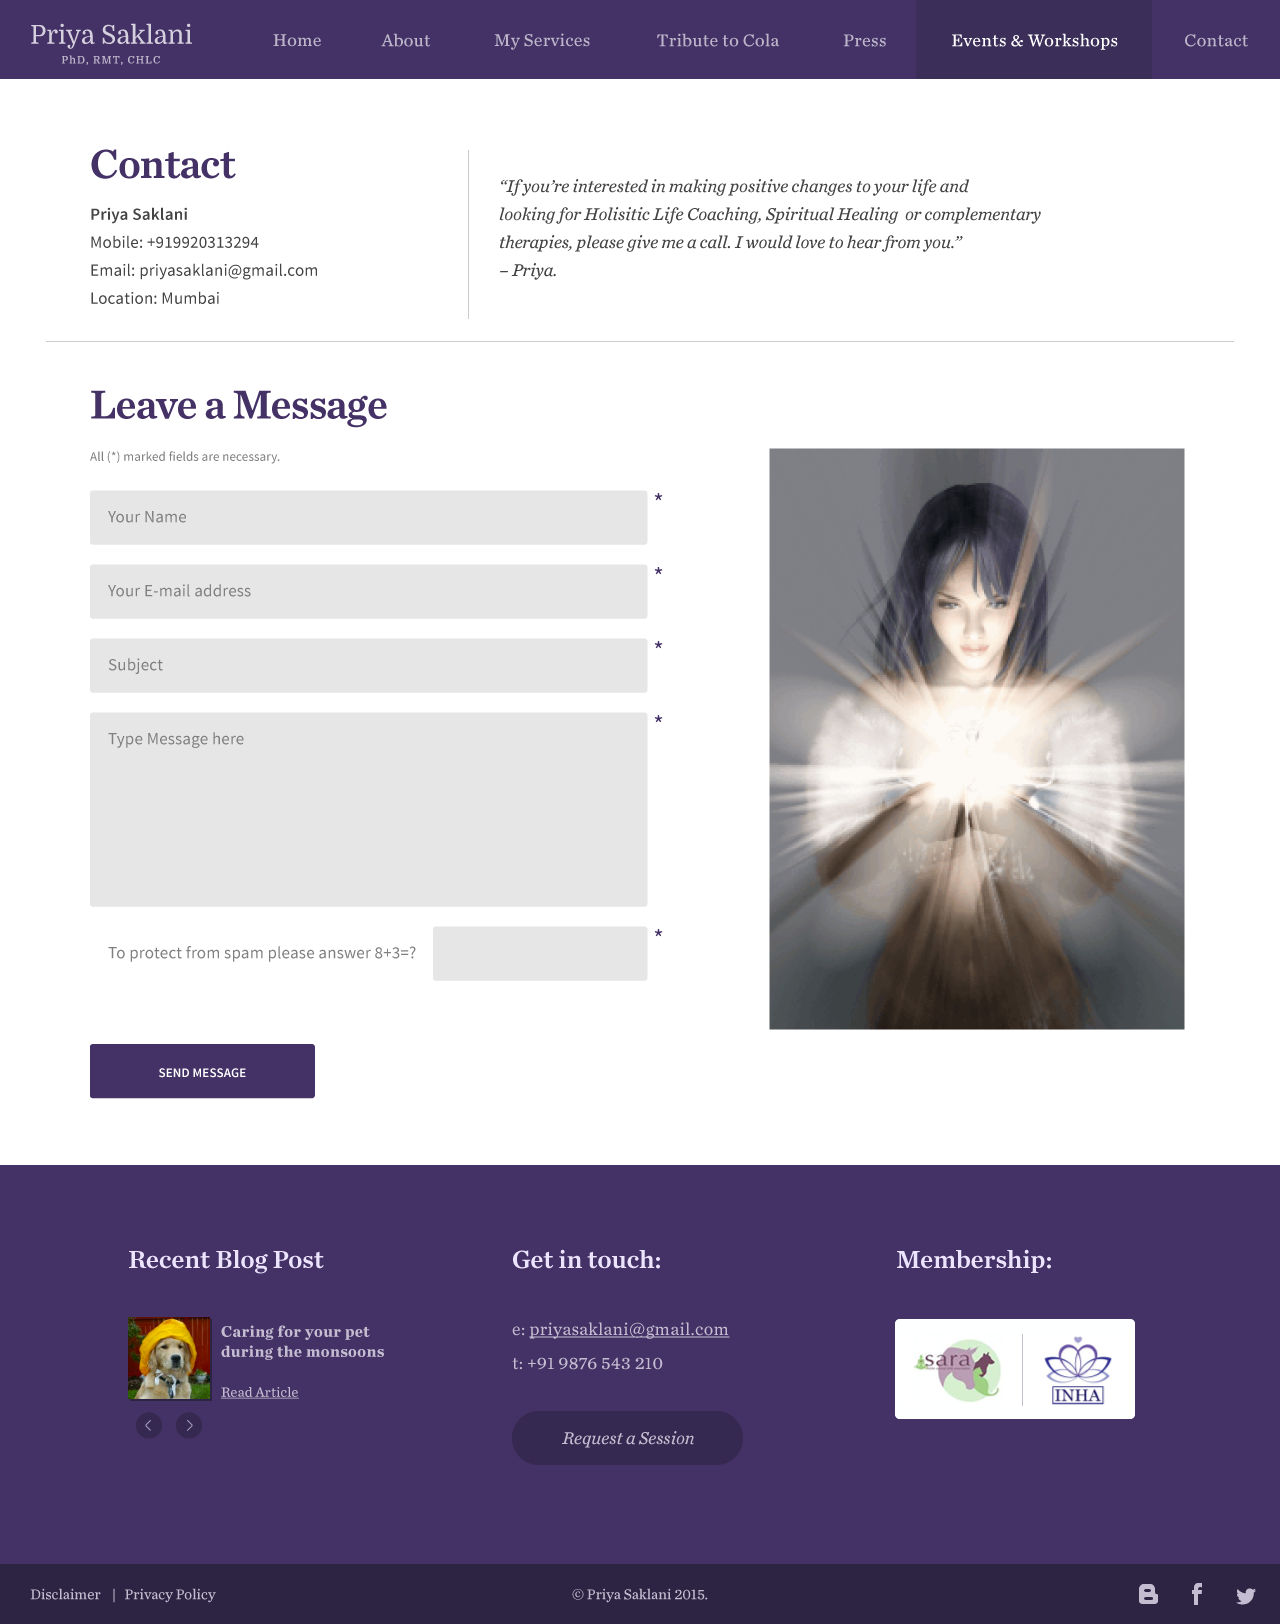 Priya Saklani
PhD, RMT, CHLC
Home
About
My Services
Tribute to Cola
Press
Events & Workshops
Contact
Contact
Priya Saklani
Mobile: +919920313294
Email: priyasaklani@gmail.com
Location: Mumbai
“If you’re interested in making positive changes to your life and
looking for Holisitic Life Coaching, Spiritual Healing  or complementary
therapies, please give me a call. I would love to hear from you.”
– Priya.
Leave a Message
All (*) marked fields are necessary.
Your Name
*
Your E-mail address
*
Subject
*
Type Message here
*
To protect from spam please answer 8+3=?
*
SEND MESSAGE
Recent Blog Post
Caring for your pet
during the monsoons
Read Article
Get in touch:
e: priyasaklani@gmail.com
t: +91 9876 543 210
Request a Session
Membership:
sara
INHA
Disclaimer | Privacy Policy
© Priya Saklani 2015.